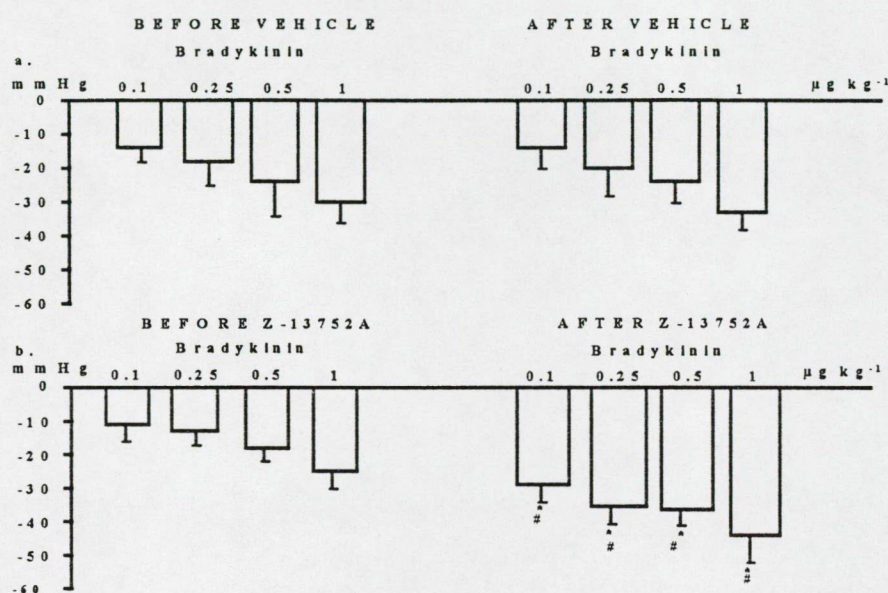 BEFORE VEHICLE AFTER VEHICLE
Bradykinin Bradykinin
a.
mmHg 0.1 0.25 0.5 1 0.1 0.25 0.5 1 µg kg⁻¹
0
-10
-20
-30
-40
-50
-60
BEFORE Z-13752A AFTER Z-13752A
b. Bradykinin Bradykinin
mmHg 0.1 0.25 0.5 1 0.1 0.25 0.5 1 µg kg⁻¹
0
-10
-20
-30
* # 
-40
* # * #
-50
* #
-60